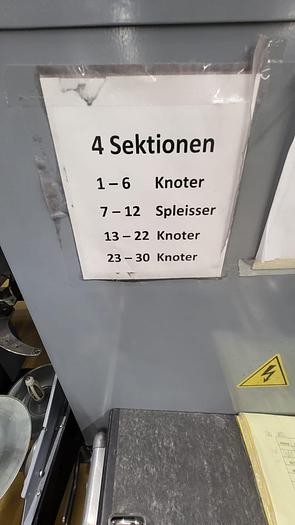 4 Sektionen
1 – 6 Knoter
7 – 12 Spleisser
13 – 22 Knoter
23 – 30 Knoter